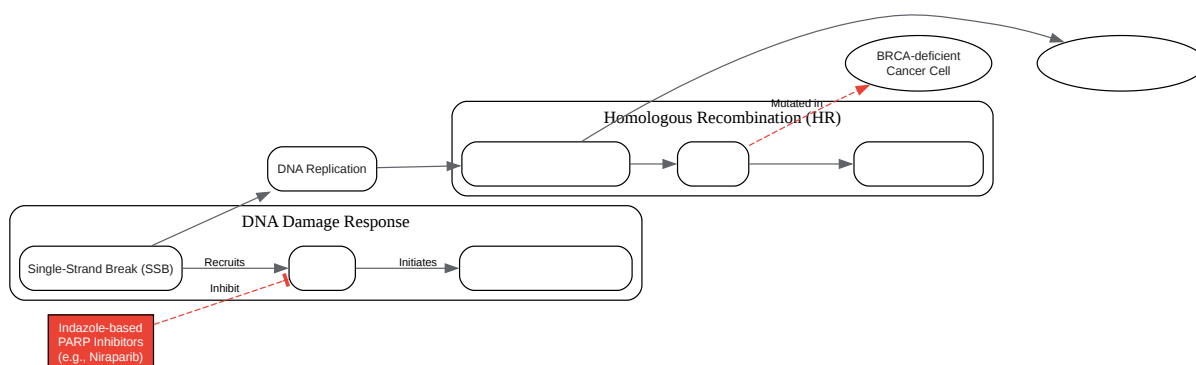 BRCA-deficient
Cancer Cell
Mutated in
Homologous Recombination (HR)
DNA Replication
DNA Damage Response
Single-Strand Break (SSB)
Recruits
Initiates
Inhibit
Indazole-based
PARP Inhibitors
(e.g., Niraparib)